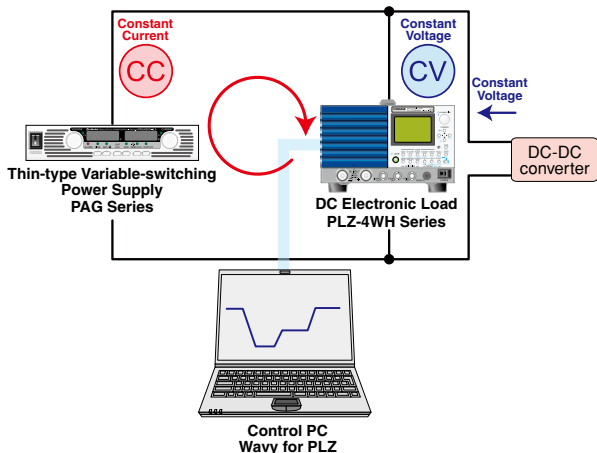 Constant
Current
CC
Constant
Voltage
CV
Constant
Voltage
DC-DC
converter
Thin-type Variable-switching
Power Supply
PAG Series
DC Electronic Load
PLZ-4WH Series
Control PC
Wavy for PLZ